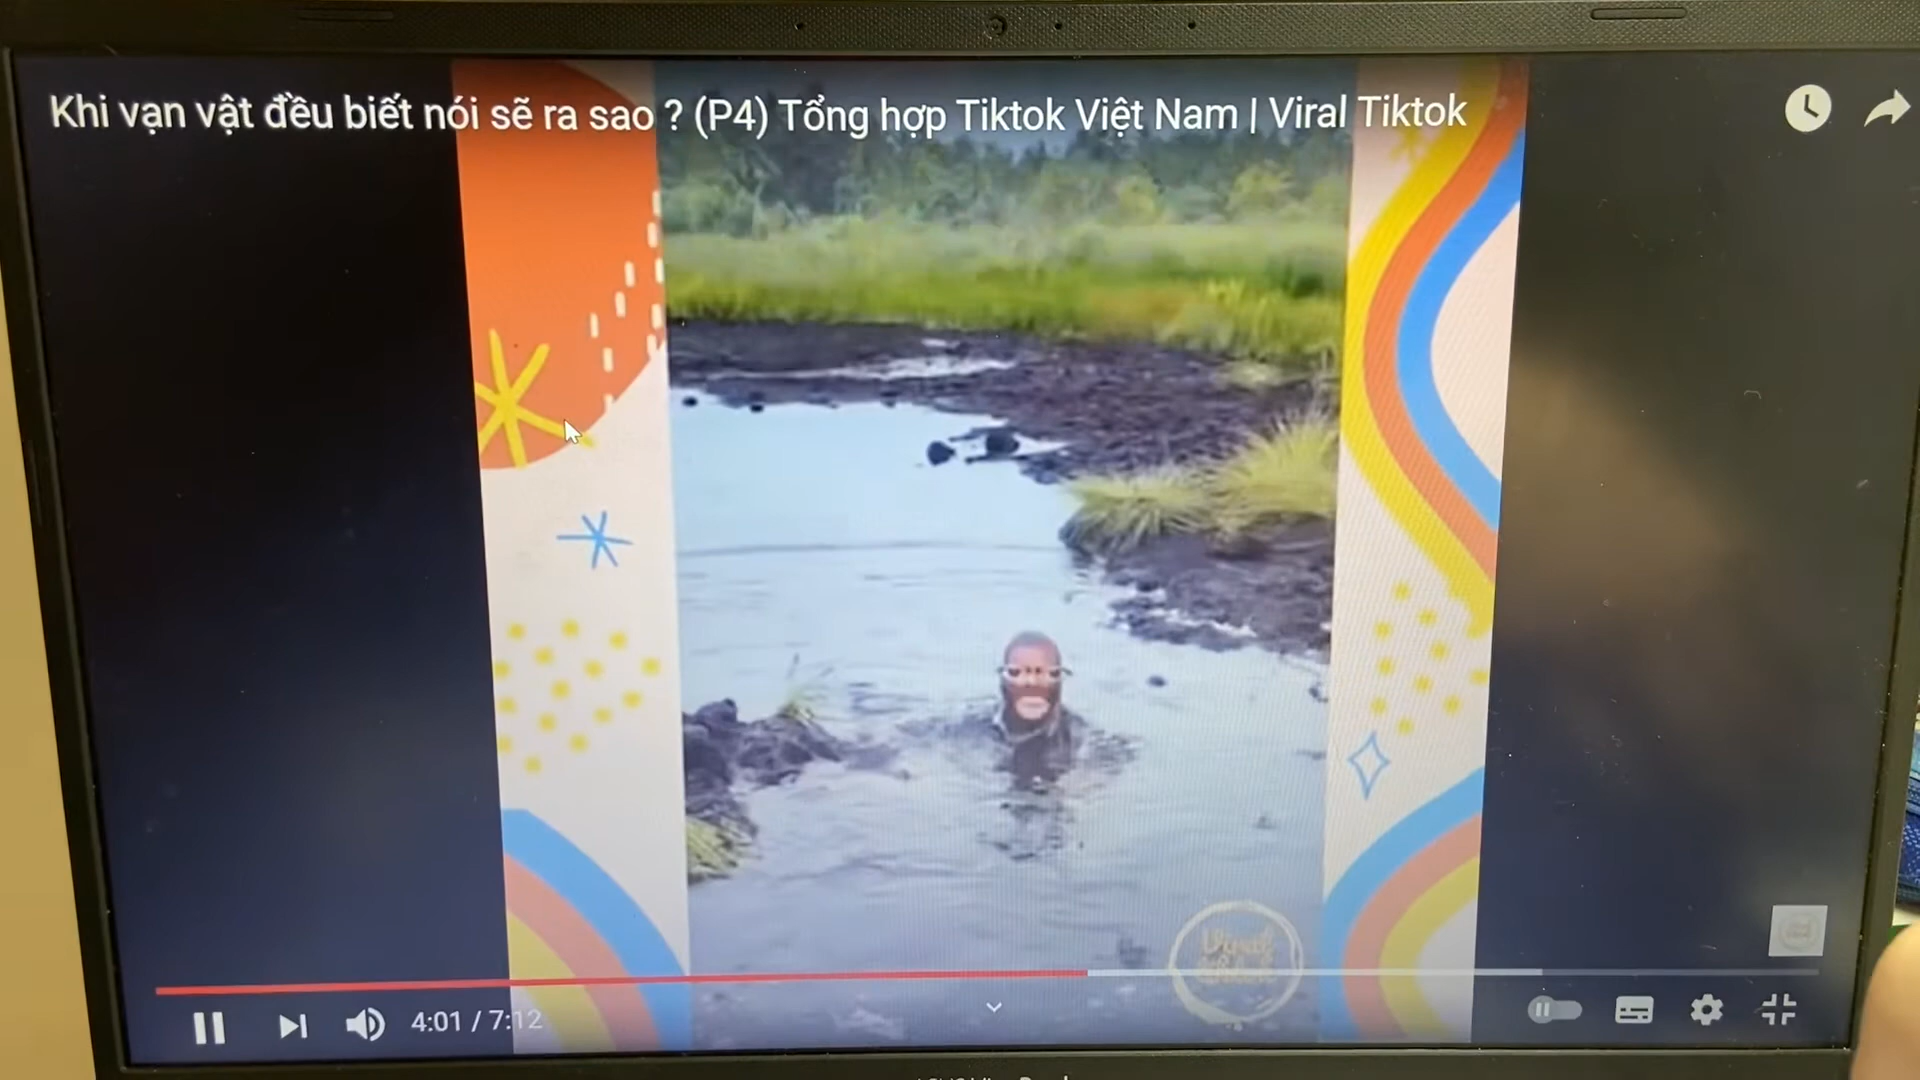 Khi vạn vật đều biết nói sẽ ra sao ? (P4) Tổng hợp Tiktok Việt Nam | Viral Tiktok
4:01 / 7:12